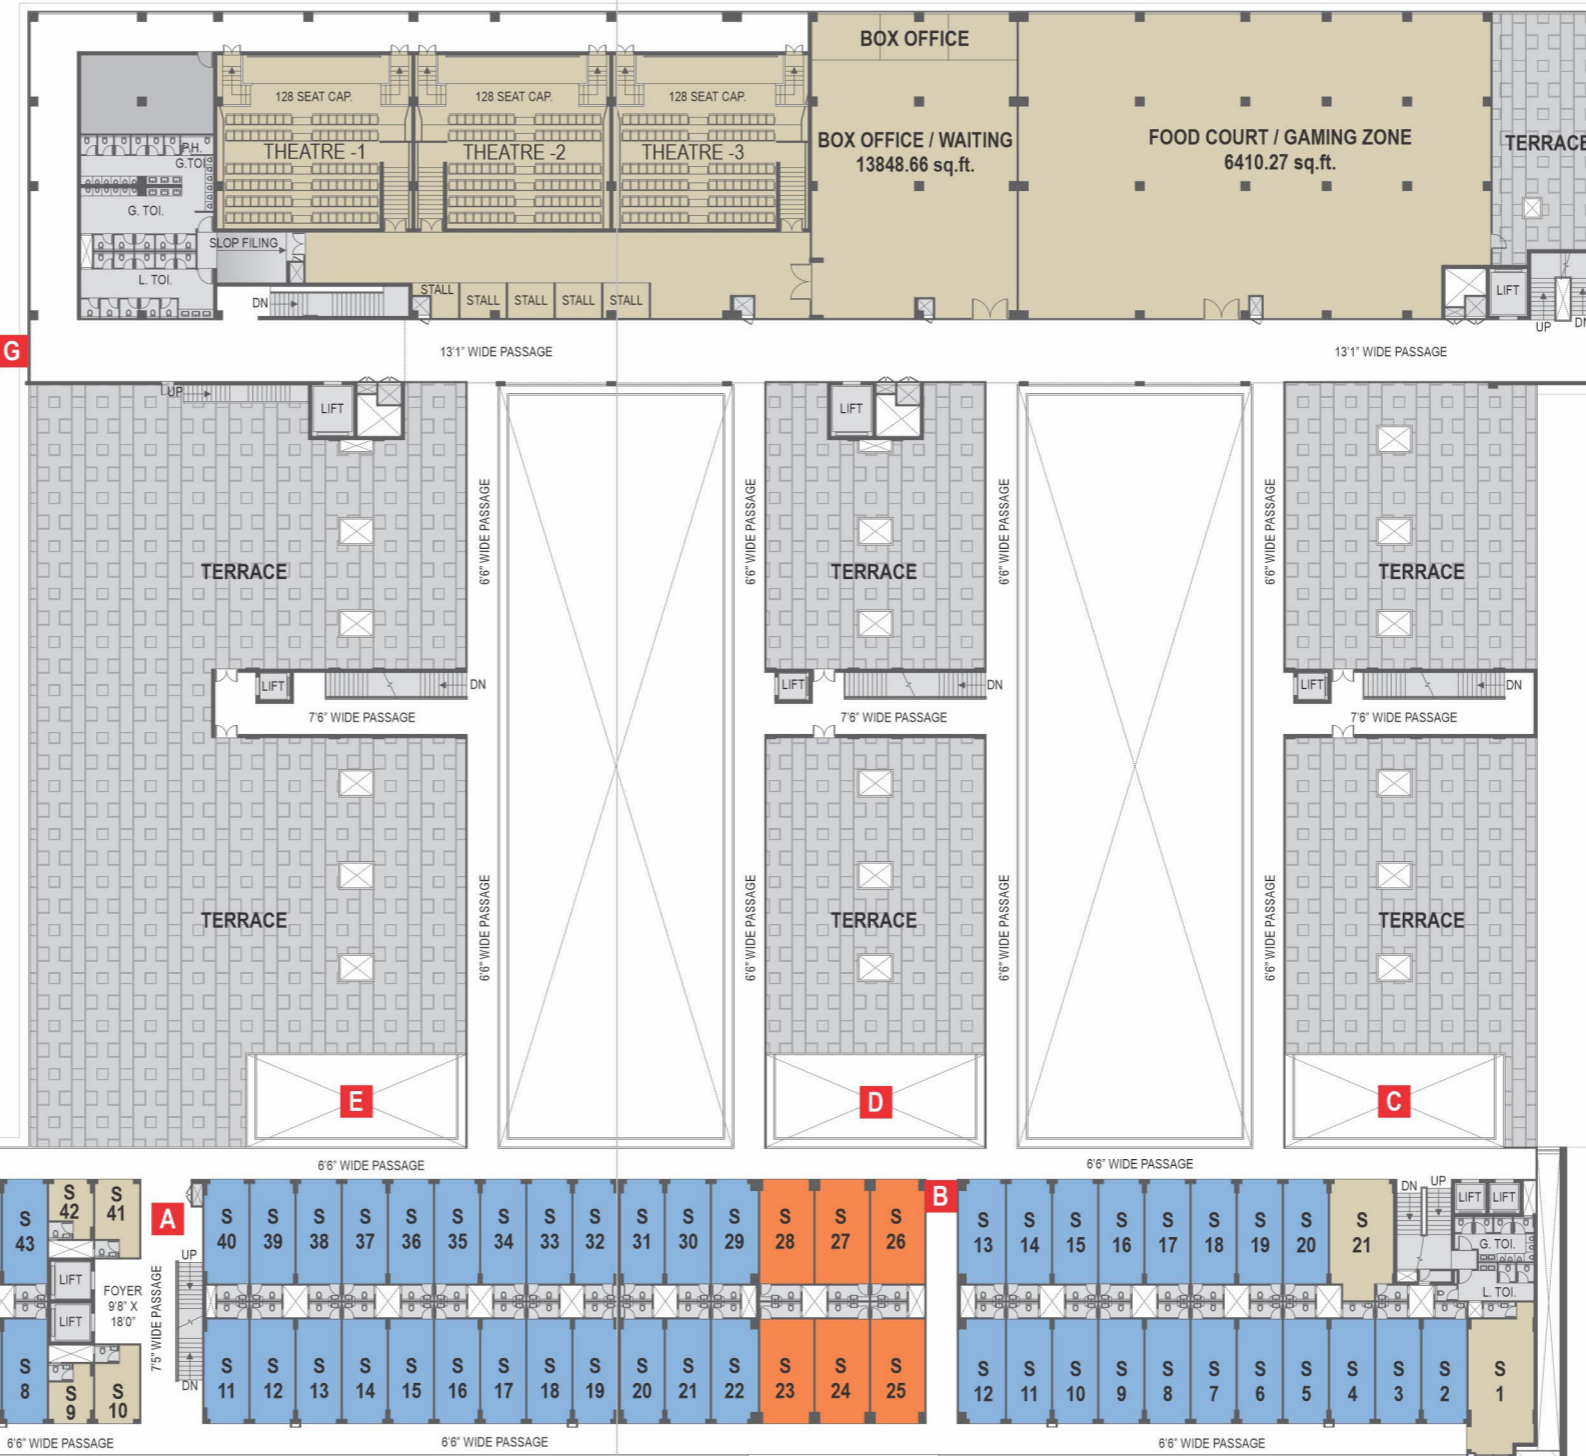 BOX OFFICE
128 SEAT CAP.
128 SEAT CAP.
128 SEAT CAP.
THEATRE -1
THEATRE -2
THEATRE -3
BOX OFFICE / WAITING
13848.66 sq.ft.
FOOD COURT / GAMING ZONE
6410.27 sq.ft.
TERRACE
P.H.
G.TOI.
G. TOI.
SLOP FILING
L. TOI.
DN
STALL
STALL
STALL
STALL
STALL
LIFT
UP
DN
G
13'1" WIDE PASSAGE
13'1" WIDE PASSAGE
UP
LIFT
LIFT
6'6" WIDE PASSAGE
6'6" WIDE PASSAGE
6'6" WIDE PASSAGE
6'6" WIDE PASSAGE
TERRACE
TERRACE
TERRACE
LIFT
DN
LIFT
DN
LIFT
DN
7'6" WIDE PASSAGE
7'6" WIDE PASSAGE
7'6" WIDE PASSAGE
TERRACE
TERRACE
TERRACE
6'6" WIDE PASSAGE
6'6" WIDE PASSAGE
6'6" WIDE PASSAGE
6'6" WIDE PASSAGE
E
D
C
6'6" WIDE PASSAGE
6'6" WIDE PASSAGE
S
43
S
42
S
41
A
S
40
S
39
S
38
S
37
S
36
S
35
S
34
S
33
S
32
S
31
S
30
S
29
S
28
S
27
S
26
B
S
13
S
14
S
15
S
16
S
17
S
18
S
19
S
20
S
21
DN
UP
LIFT
LIFT
G. TOI.
L. TOI.
UP
LIFT
LIFT
FOYER
9'8" X
18'0"
7'5" WIDE PASSAGE
DN
S
8
S
9
S
10
S
11
S
12
S
13
S
14
S
15
S
16
S
17
S
18
S
19
S
20
S
21
S
22
S
23
S
24
S
25
S
12
S
11
S
10
S
9
S
8
S
7
S
6
S
5
S
4
S
3
S
2
S
1
6'6" WIDE PASSAGE
6'6" WIDE PASSAGE
6'6" WIDE PASSAGE